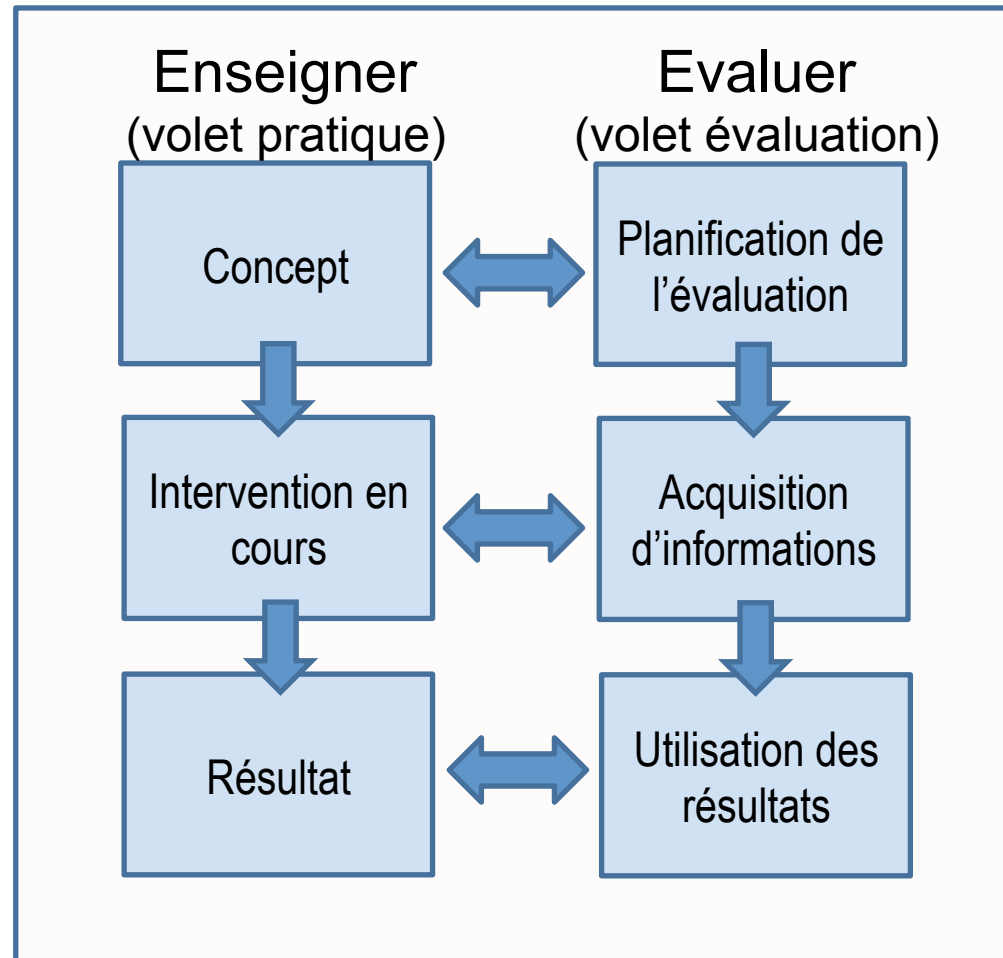 Enseigner
(volet pratique)
Evaluer
(volet évaluation)
Concept
Planification de
l’évaluation
Intervention en
cours
Acquisition
d’informations
Résultat
Utilisation des
résultats